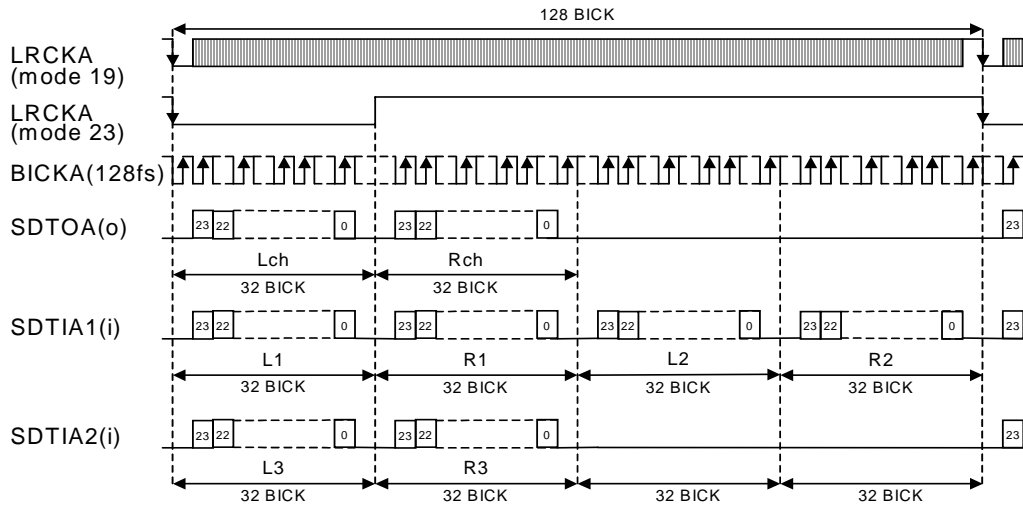 128 BICK
LRCKA
(mode 19)
LRCKA
(mode 23)
BICKA(128fs)
SDTOA(o)
23 22 0 23 22 0 23
Lch Rch
32 BICK 32 BICK
SDTIA1(i)
23 22 0 23 22 0 23 22 0 23 22 0 23
L1 R1 L2 R2
32 BICK 32 BICK 32 BICK 32 BICK
SDTIA2(i)
23 22 0 23 22 0 23
L3 R3
32 BICK 32 BICK 32 BICK 32 BICK